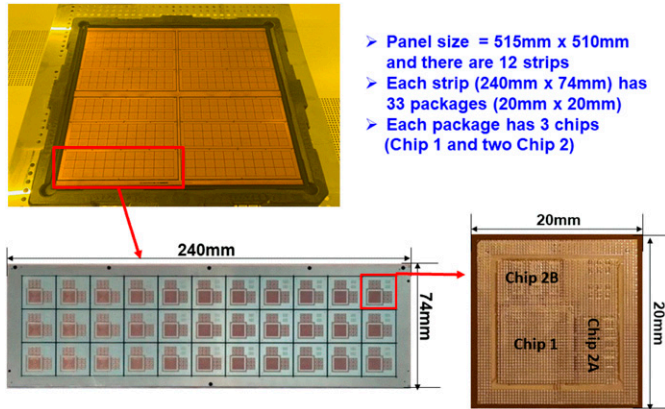 ➢ Panel size = 515mm x 510mm
and there are 12 strips
➢ Each strip (240mm x 74mm) has
33 packages (20mm x 20mm)
➢ Each package has 3 chips
(Chip 1 and two Chip 2)
240mm
74mm
20mm
20mm
Chip 2B
Chip 1
Chip 2A